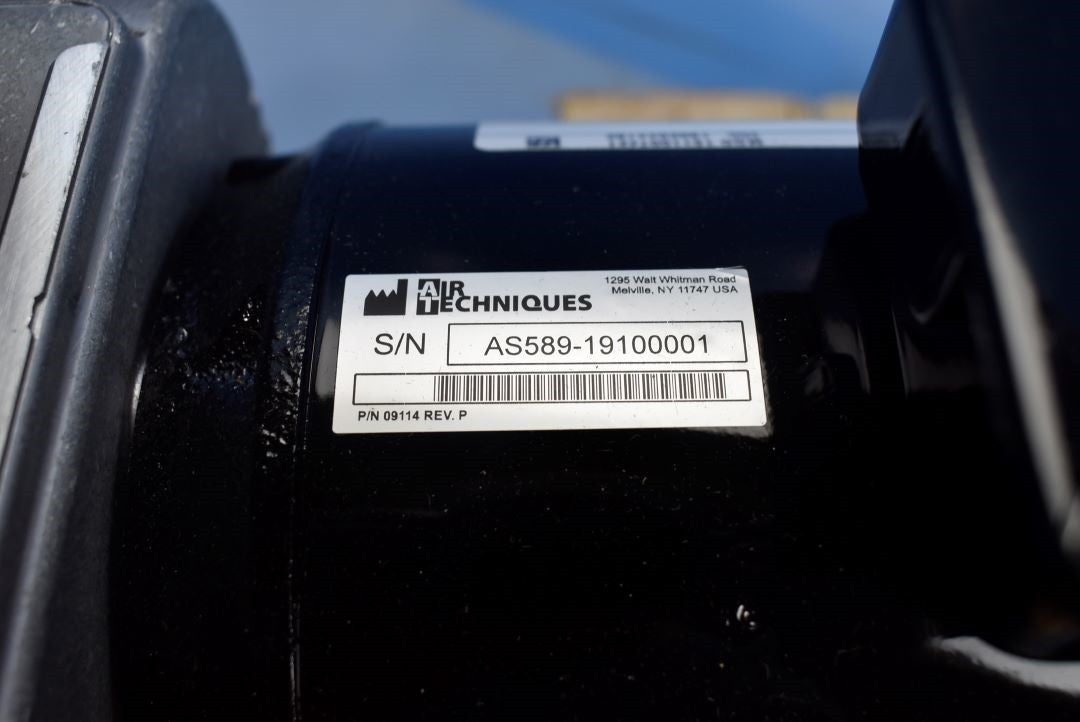 AIR
TECHNIQUES
1295 Walt Whitman Road
Melville, NY 11747 USA
S/N AS589-19100001
P/N 09114 REV. P